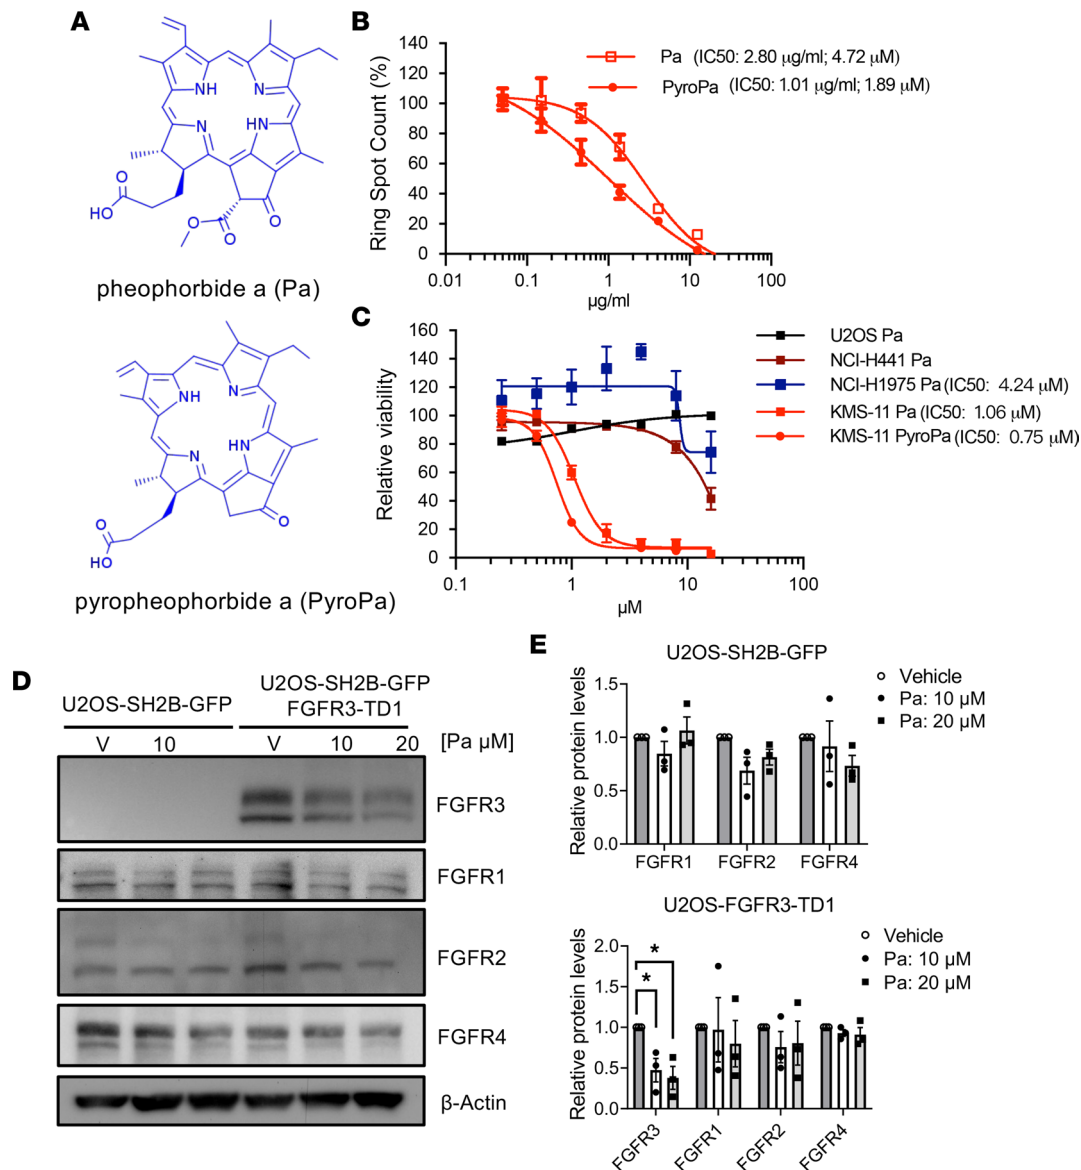 A
NH
N
N
HN
O
HO
O
O
O
pheophorbide a (Pa)
NH
N
N
HN
O
HO
O
pyropheophorbide a (PyroPa)
B
Ring Spot Count (%)
140
120
100
80
60
40
20
0
0.01
0.1
1
10
100
µg/ml
Pa (IC50: 2.80 µg/ml; 4.72 µM)
PyroPa (IC50: 1.01 µg/ml; 1.89 µM)
C
Relative viability
160
140
120
100
80
60
40
20
0
0.1
1
10
100
µM
U2OS Pa
NCI-H441 Pa
NCI-H1975 Pa (IC50: 4.24 µM)
KMS-11 Pa (IC50: 1.06 µM)
KMS-11 PyroPa (IC50: 0.75 µM)
D
U2OS-SH2B-GFP
U2OS-SH2B-GFP
FGFR3-TD1
V 10 V 10 20 [Pa µM]
FGFR3
FGFR1
FGFR2
FGFR4
β-Actin
E
U2OS-SH2B-GFP
Relative protein levels
1.5
1.0
0.5
0.0
FGFR1 FGFR2 FGFR4
Vehicle
Pa: 10 µM
Pa: 20 µM
U2OS-FGFR3-TD1
Relative protein levels
2.0
1.5
1.0
0.5
0.0
*
*
FGFR3 FGFR1 FGFR2 FGFR4
Vehicle
Pa: 10 µM
Pa: 20 µM